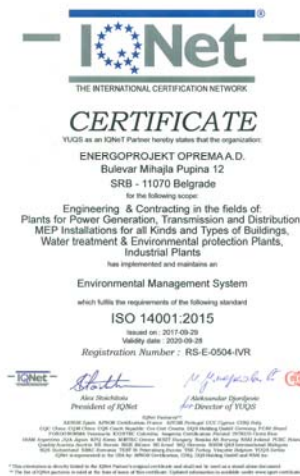 IQNet
®
THE INTERNATIONAL CERTIFICATION NETWORK
CERTIFICATE
YUQS as an IQNet Partner hereby states that the organization:
ENERGOPROJEKT OPREMA A.D.
Bulevar Mihajla Pupina 12
SRB - 11070 Belgrade
for the following scope:
Engineering & Contracting in the fields of:
Plants for Power Generation, Transmission and Distribution
MEP Installations for all Kinds and Types of Buildings,
Water treatment & Environmental protection Plants,
Industrial Plants
has implemented and maintains an
Environmental Management System
which fulfils the requirements of the following standard
ISO 14001:2015
Issued on : 2017-09-29
Validity date : 2020-09-28
Registration Number : RS-E-0504-IVR
IQNet
Alex Stoichitoiu
President of IQNet
Aleksandar Djordjevic
Director of YUQS